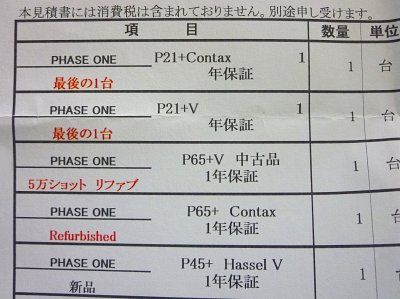 本見積書には消費税は含まれておりません。別途申し受けます。
項 目 数量 単位
PHASE ONE P21+Contax 1
最後の1台 年保証 1 台
PHASE ONE P21+V 1
最後の1台 年保証 1 台
PHASE ONE P65+V 中古品
5万ショット リファブ 1年保証 1 台
PHASE ONE P65+ Contax
Refurbished 1年保証 1 台
PHASE ONE P45+ Hassel V
新品 1年保証 1 台